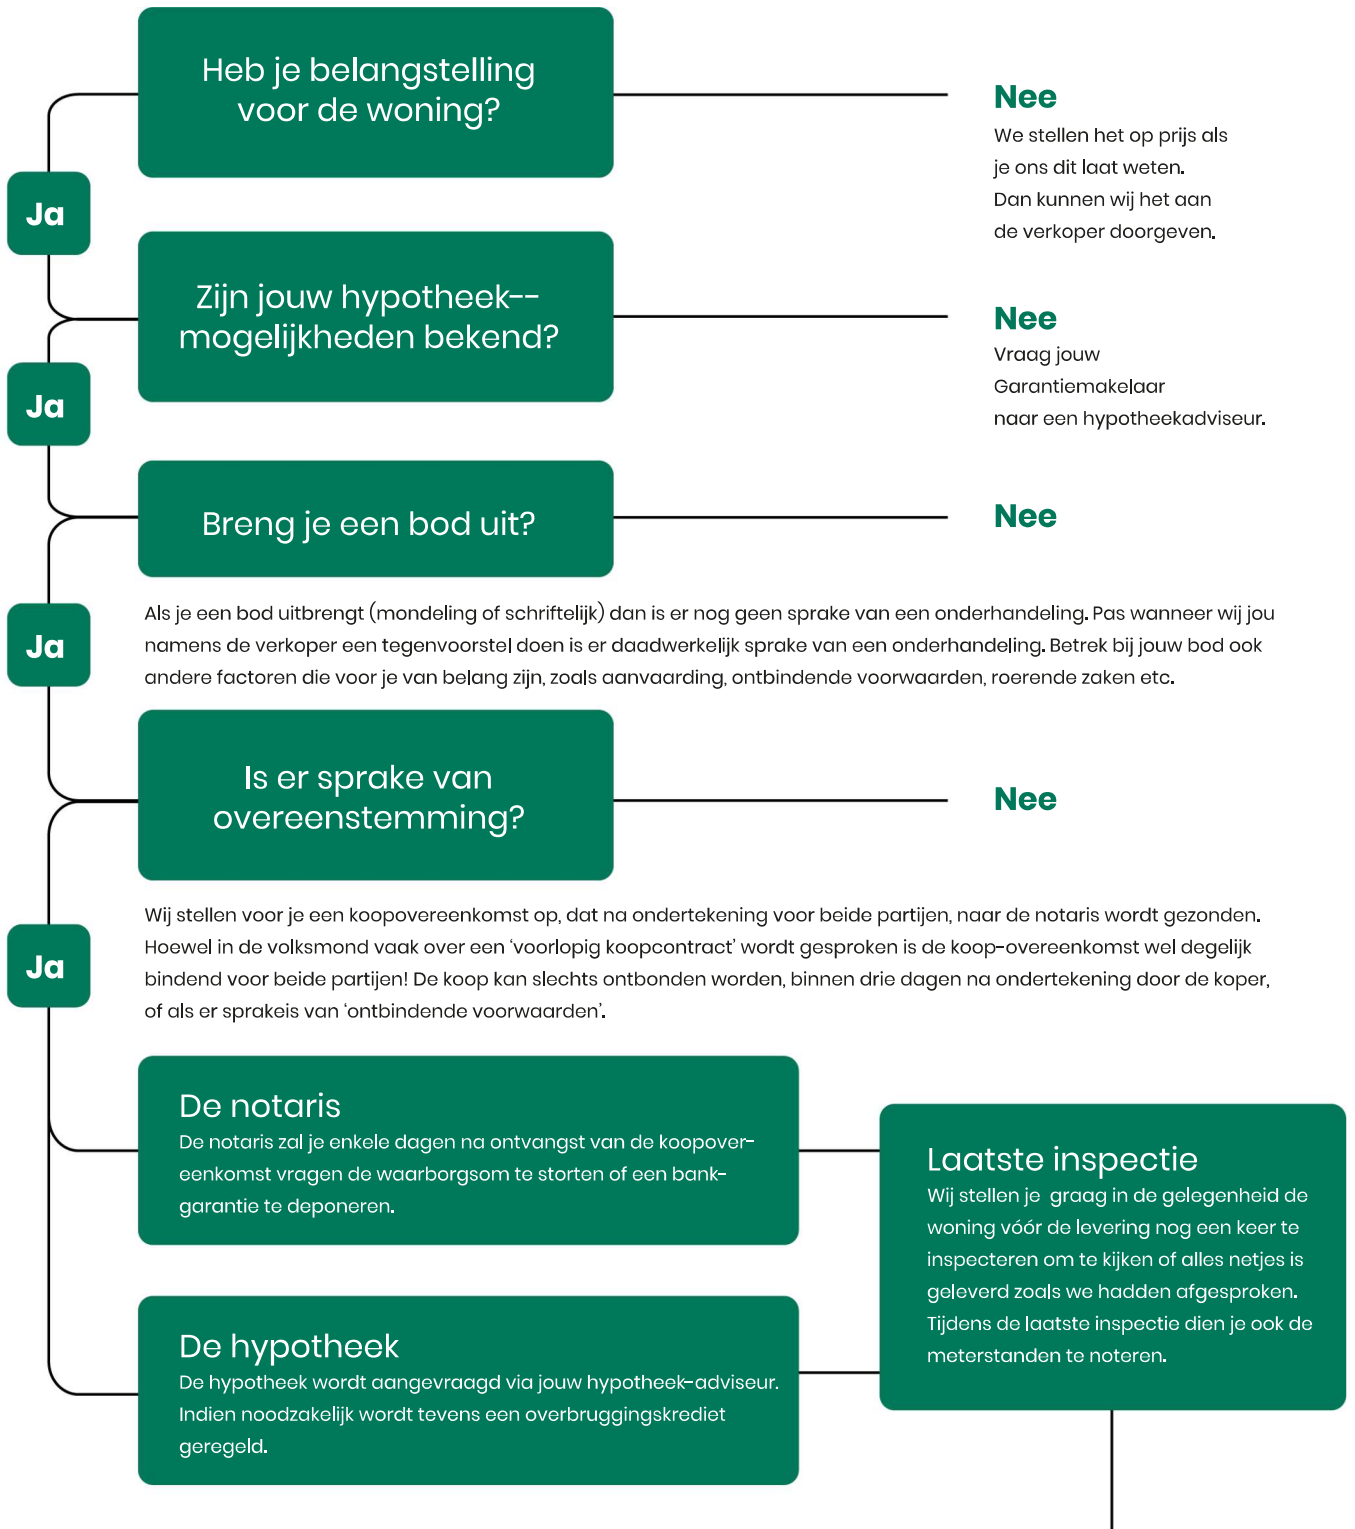 Heb je belangstelling
voor de woning?
Nee
We stellen het op prijs als
je ons dit laat weten.
Dan kunnen wij het aan
de verkoper doorgeven.
Ja
Zijn jouw hypotheek--
mogelijkheden bekend?
Nee
Vraag jouw
Garantiemakelaar
naar een hypotheekadviseur.
Ja
Breng je een bod uit?
Nee
Als je een bod uitbrengt (mondeling of schriftelijk) dan is er nog geen sprake van een onderhandeling. Pas wanneer wij jou
namens de verkoper een tegenvoorstel doen is er daadwerkelijk sprake van een onderhandeling. Betrek bij jouw bod ook
andere factoren die voor je van belang zijn, zoals aanvaarding, ontbindende voorwaarden, roerende zaken etc.
Ja
Is er sprake van
overeenstemming?
Nee
Wij stellen voor je een koopovereenkomst op, dat na ondertekening voor beide partijen, naar de notaris wordt gezonden.
Hoewel in de volksmond vaak over een ‘voorlopig koopcontract’ wordt gesproken is de koop-overeenkomst wel degelijk
bindend voor beide partijen! De koop kan slechts ontbonden worden, binnen drie dagen na ondertekening door de koper,
of als er sprakeis van ‘ontbindende voorwaarden’.
Ja
De notaris
De notaris zal je enkele dagen na ontvangst van de koopover-
eenkomst vragen de waarborgsom te storten of een bank-
garantie te deponeren.
Laatste inspectie
Wij stellen je graag in de gelegenheid de
woning vóór de levering nog een keer te
inspecteren om te kijken of alles netjes is
geleverd zoals we hadden afgesproken.
Tijdens de laatste inspectie dien je ook de
meterstanden te noteren.
De hypotheek
De hypotheek wordt aangevraagd via jouw hypotheek-adviseur.
Indien noodzakelijk wordt tevens een overbruggingskrediet
geregeld.